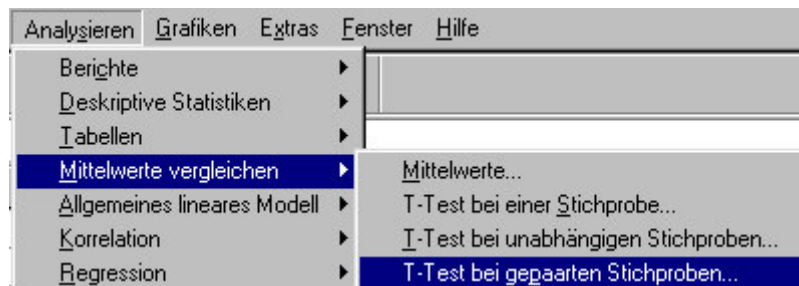 Analysieren Grafiken Extras Fenster Hilfe
Berichte
Deskriptive Statistiken
Tabellen
Mittelwerte vergleichen
Allgemeines lineares Modell
Korrelation
Regression
Mittelwerte...
T-Test bei einer Stichprobe...
T-Test bei unabhängigen Stichproben...
T-Test bei gepaarten Stichproben...